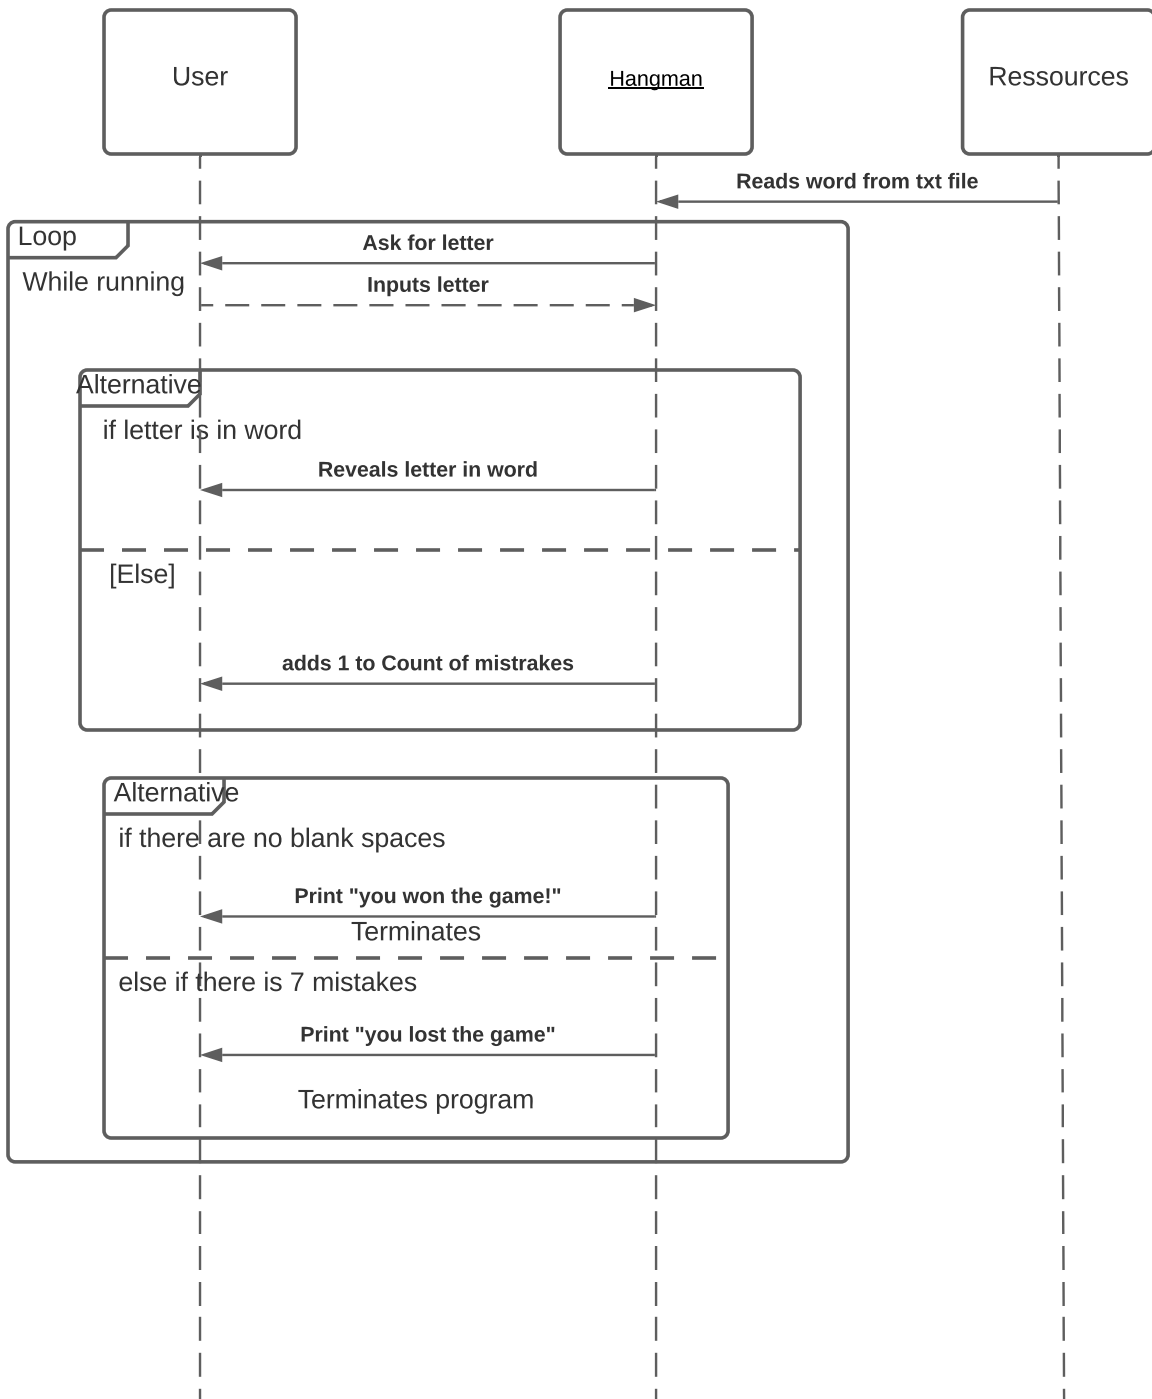 User
Hangman
Ressources
Reads word from txt file
Loop
Ask for letter
While running
Inputs letter
Alternative
if letter is in word
Reveals letter in word
[Else]
adds 1 to Count of mistrakes
Alternative
if there are no blank spaces
Print "you won the game!"
Terminates
else if there is 7 mistakes
Print "you lost the game"
Terminates program